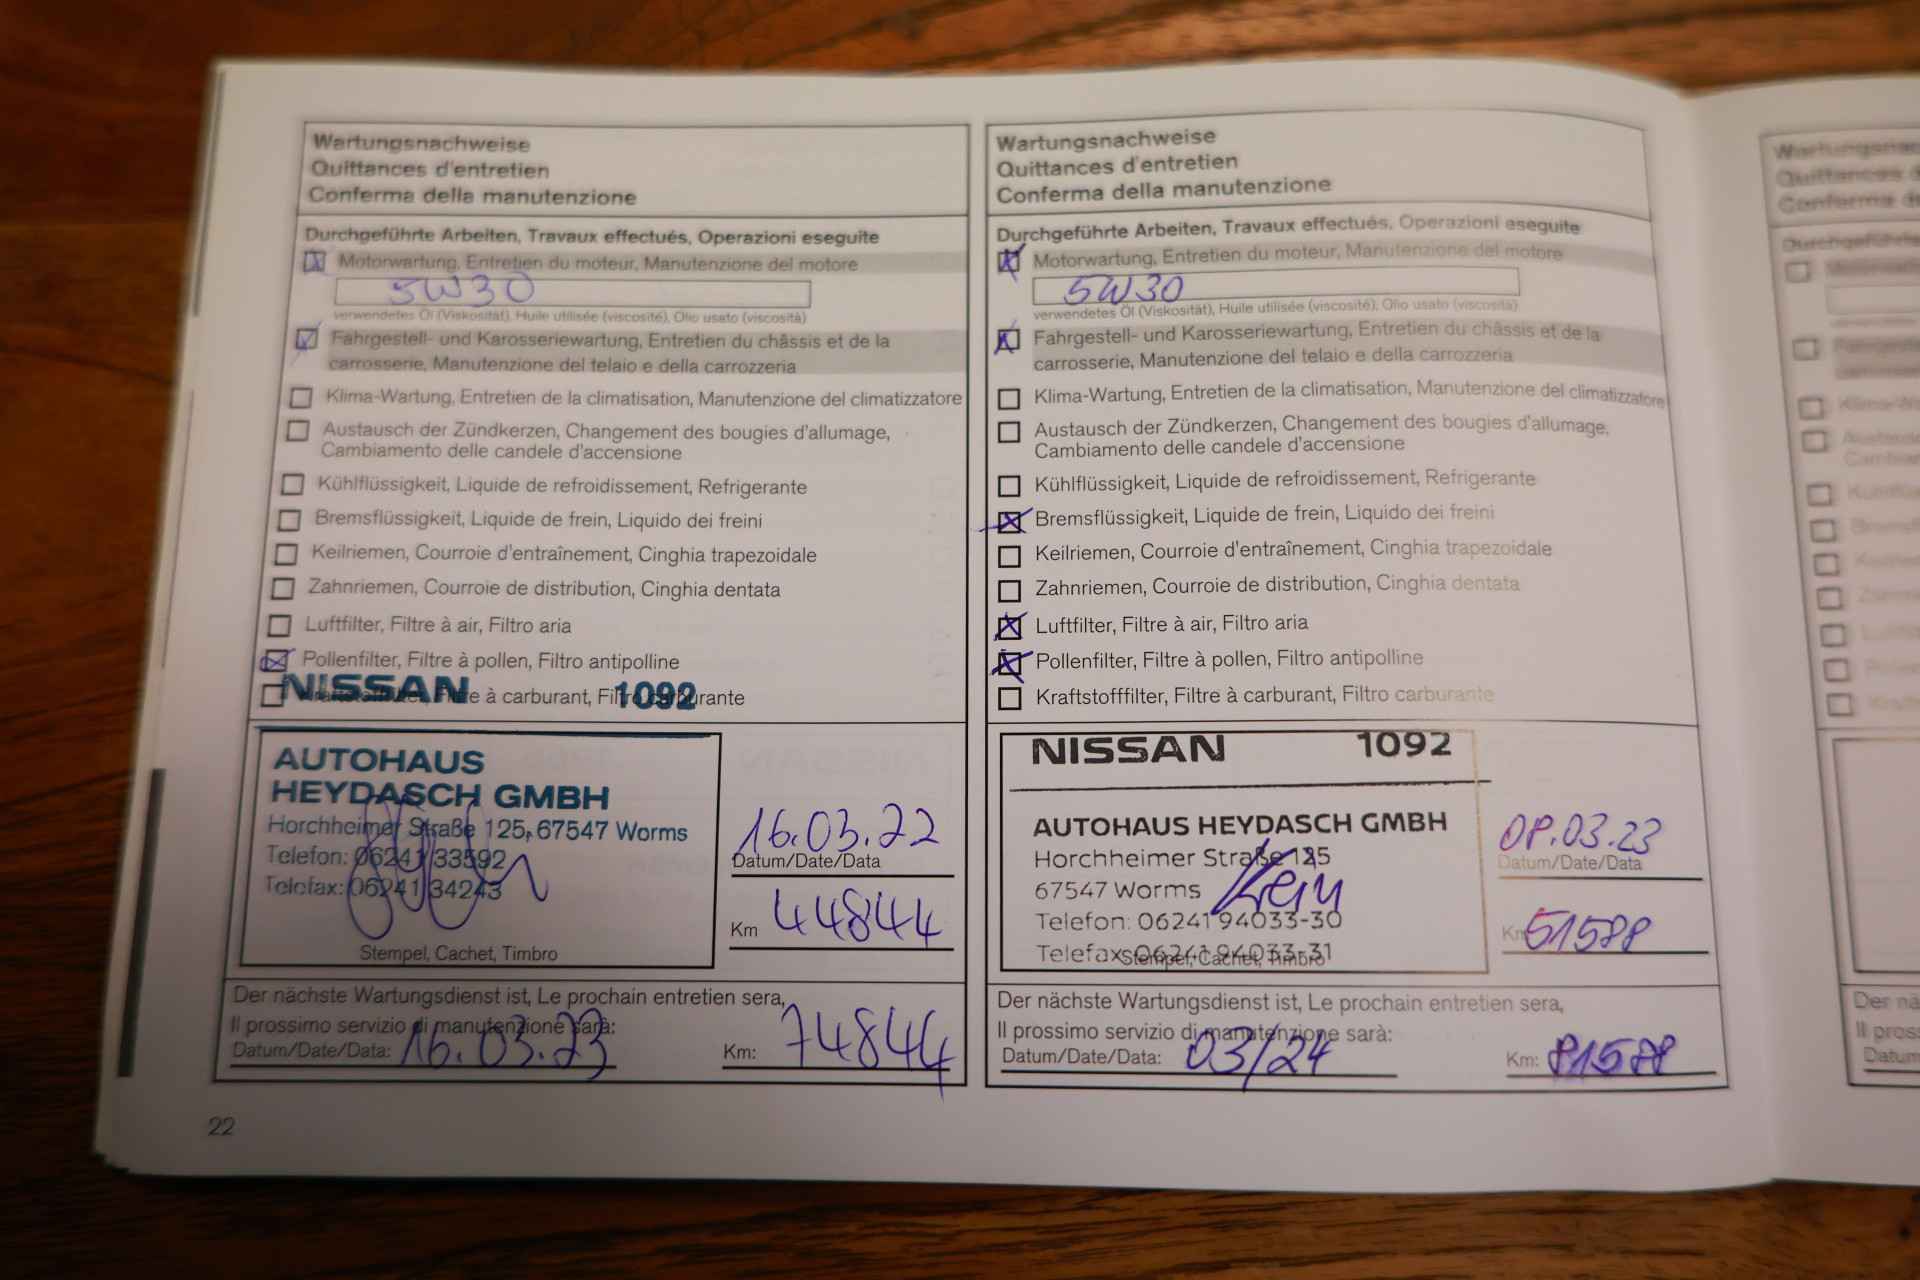 Wartungsnachweise
Quittances d'entretien
Conferma della manutenzione
Durchgeführte Arbeiten, Travaux effectués, Operazioni eseguite
Motorwartung, Entretien du moteur, Manutenzione del motore
5W30
verwendetes Öl (Viskosität), Huile utilisée (viscosité), Olio usato (viscosità)
Fahrgestell- und Karosseriewartung, Entretien du châssis et de la
carrosserie, Manutenzione del telaio e della carrozzeria
Klima-Wartung, Entretien de la climatisation, Manutenzione del climatizzatore
Austausch der Zündkerzen, Changement des bougies d'allumage,
Cambiamento delle candele d'accensione
Kühlflüssigkeit, Liquide de refroidissement, Refrigerante
Bremsflüssigkeit, Liquide de frein, Liquido dei freini
Keilriemen, Courroie d'entraînement, Cinghia trapezoidale
Zahnriemen, Courroie de distribution, Cinghia dentata
Luftfilter, Filtre à air, Filtro aria
Pollenfilter, Filtre à pollen, Filtro antipolline
Kraftstofffilter, Filtre à carburant, Filtro carburante
NISSAN 1092
AUTOHAUS
HEYDASCH GMBH
Horchheimer Straße 125, 67547 Worms
Telefon: 06241 33592
Telefax: 06241 34243
Stempel, Cachet, Timbro
16.03.22
Datum/Date/Data
Km 44844
Der nächste Wartungsdienst ist, Le prochain entretien sera,
Il prossimo servizio di manutenzione sarà:
Datum/Date/Data: 16.03.23 Km: 74844
22
Wartungsnachweise
Quittances d'entretien
Conferma della manutenzione
Durchgeführte Arbeiten, Travaux effectués, Operazioni eseguite
Motorwartung, Entretien du moteur, Manutenzione del motore
5W30
verwendetes Öl (Viskosität), Huile utilisée (viscosité), Olio usato (viscosità)
Fahrgestell- und Karosseriewartung, Entretien du châssis et de la
carrosserie, Manutenzione del telaio e della carrozzeria
Klima-Wartung, Entretien de la climatisation, Manutenzione del climatizzatore
Austausch der Zündkerzen, Changement des bougies d'allumage,
Cambiamento delle candele d'accensione
Kühlflüssigkeit, Liquide de refroidissement, Refrigerante
Bremsflüssigkeit, Liquide de frein, Liquido dei freini
Keilriemen, Courroie d'entraînement, Cinghia trapezoidale
Zahnriemen, Courroie de distribution, Cinghia dentata
Luftfilter, Filtre à air, Filtro aria
Pollenfilter, Filtre à pollen, Filtro antipolline
Kraftstofffilter, Filtre à carburant, Filtro carburante
NISSAN 1092
AUTOHAUS HEYDASCH GMBH
Horchheimer Straße 125
67547 Worms
Telefon: 06241 94033-30
Telefax: 06241 94033-31
Stempel, Cachet, Timbro
08.03.23
Datum/Date/Data
Km 51588
Der nächste Wartungsdienst ist, Le prochain entretien sera,
Il prossimo servizio di manutenzione sarà:
Datum/Date/Data: 03/24 Km: 81588